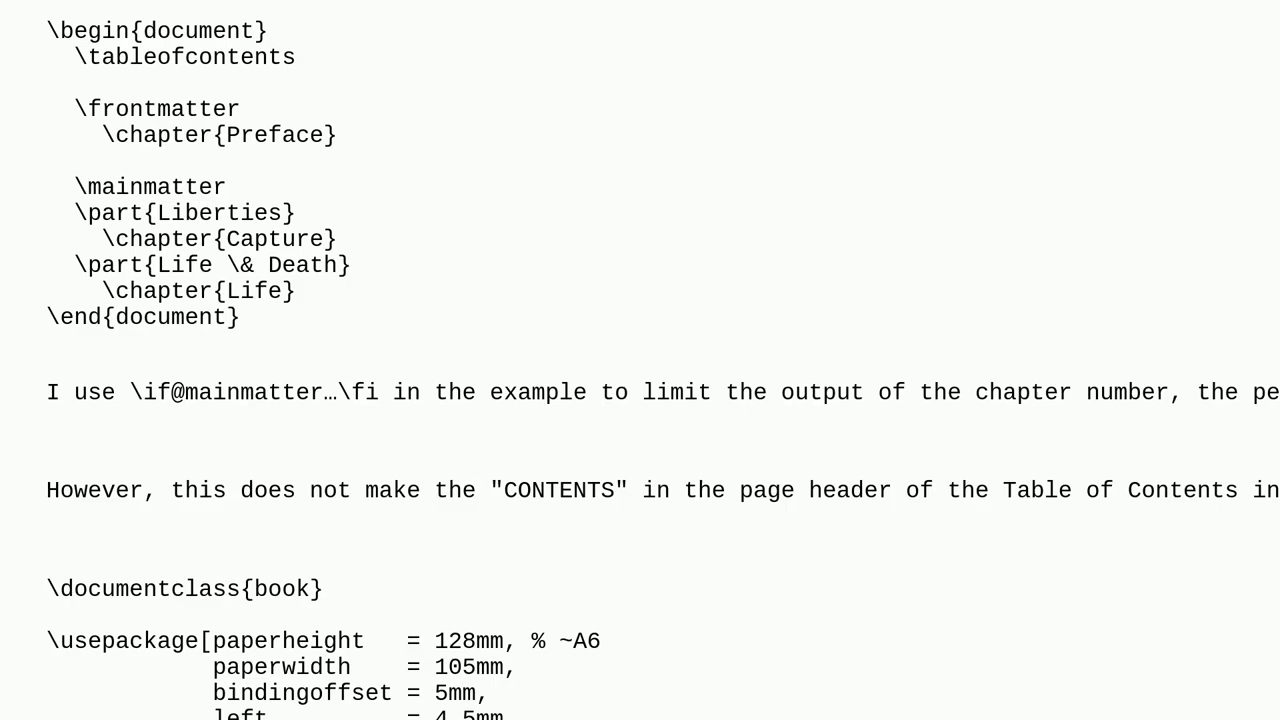 \begin{document}
  \tableofcontents

  \frontmatter
    \chapter{Preface}

  \mainmatter
  \part{Liberties}
    \chapter{Capture}
  \part{Life \& Death}
    \chapter{Life}
\end{document}

I use \if@mainmatter…\fi in the example to limit the output of the chapter number, the pe

However, this does not make the "CONTENTS" in the page header of the Table of Contents in

\documentclass{book}

\usepackage[paperheight   = 128mm, % ~A6
            paperwidth    = 105mm,
            bindingoffset = 5mm,
            left          = 4.5mm